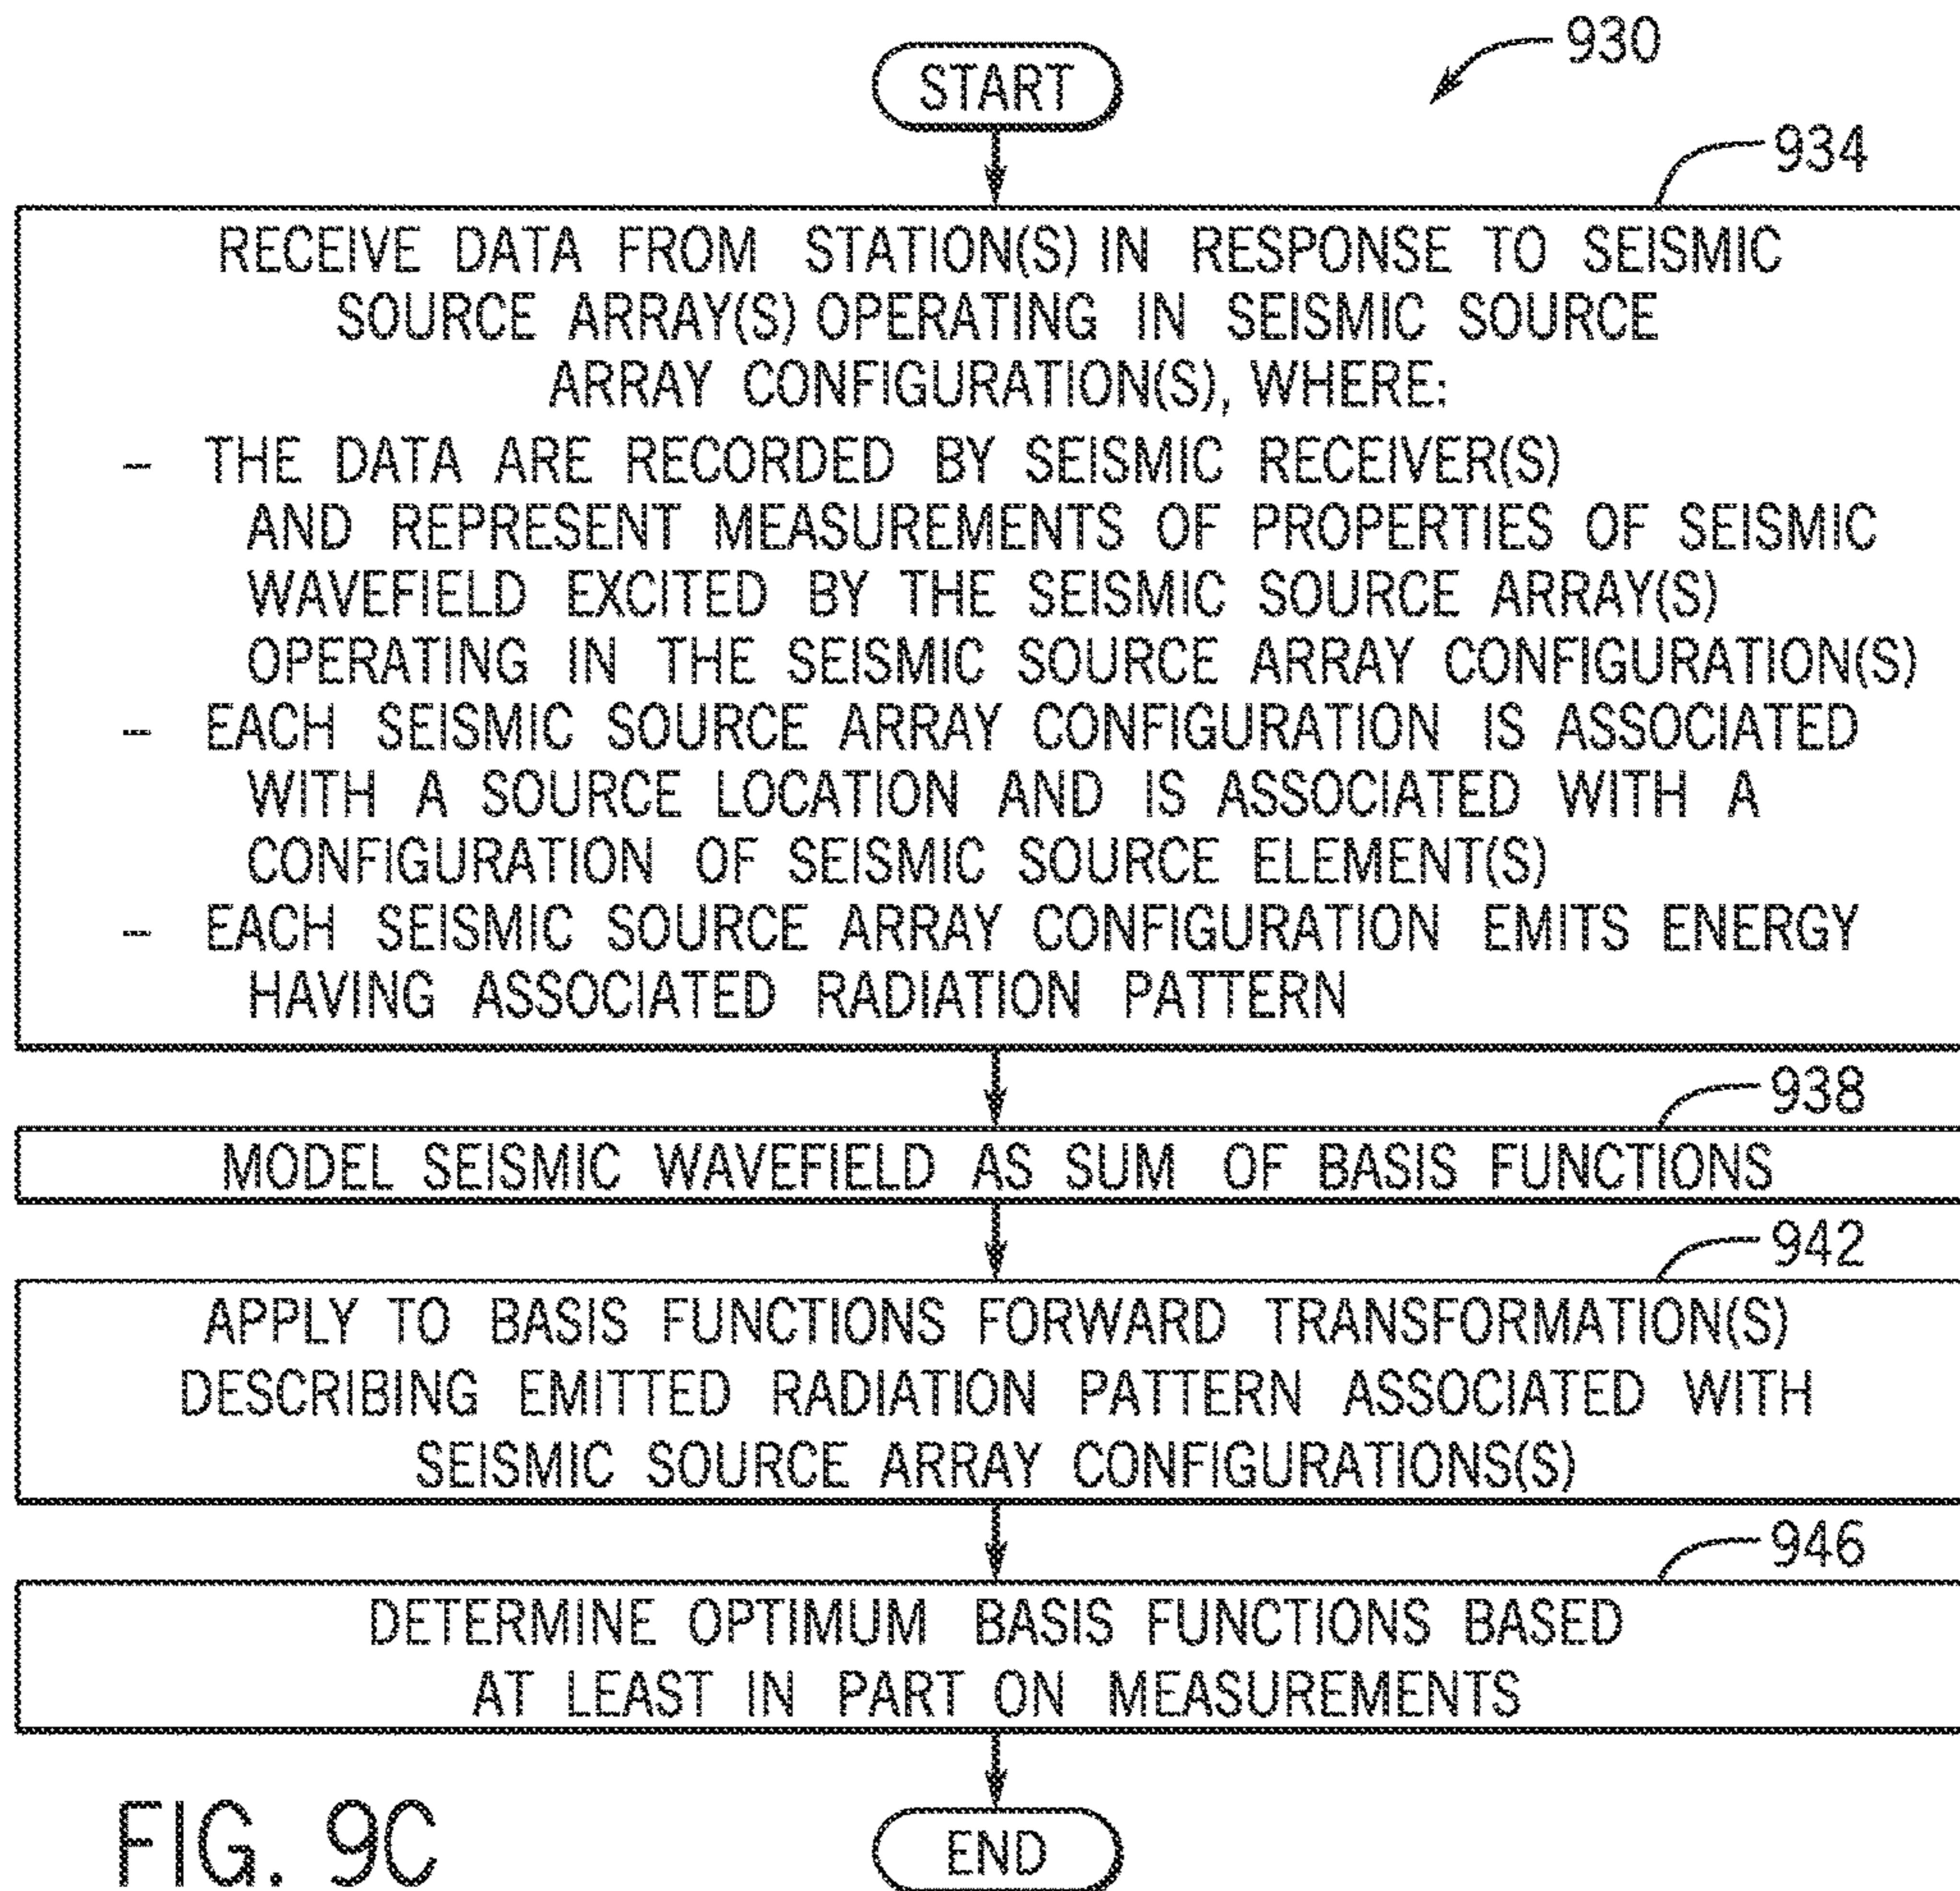 START
930
934
RECEIVE DATA FROM STATION(S) IN RESPONSE TO SEISMIC
SOURCE ARRAY(S) OPERATING IN SEISMIC SOURCE
ARRAY CONFIGURATION(S), WHERE:
- THE DATA ARE RECORDED BY SEISMIC RECEIVER(S)
AND REPRESENT MEASUREMENTS OF PROPERTIES OF SEISMIC
WAVEFIELD EXCITED BY THE SEISMIC SOURCE ARRAY(S)
OPERATING IN THE SEISMIC SOURCE ARRAY CONFIGURATION(S)
- EACH SEISMIC SOURCE ARRAY CONFIGURATION IS ASSOCIATED
WITH A SOURCE LOCATION AND IS ASSOCIATED WITH A
CONFIGURATION OF SEISMIC SOURCE ELEMENT(S)
- EACH SEISMIC SOURCE ARRAY CONFIGURATION EMITS ENERGY
HAVING ASSOCIATED RADIATION PATTERN
938
MODEL SEISMIC WAVEFIELD AS SUM OF BASIS FUNCTIONS
942
APPLY TO BASIS FUNCTIONS FORWARD TRANSFORMATION(S)
DESCRIBING EMITTED RADIATION PATTERN ASSOCIATED WITH
SEISMIC SOURCE ARRAY CONFIGURATIONS(S)
946
DETERMINE OPTIMUM BASIS FUNCTIONS BASED
AT LEAST IN PART ON MEASUREMENTS
END
FIG. 9C